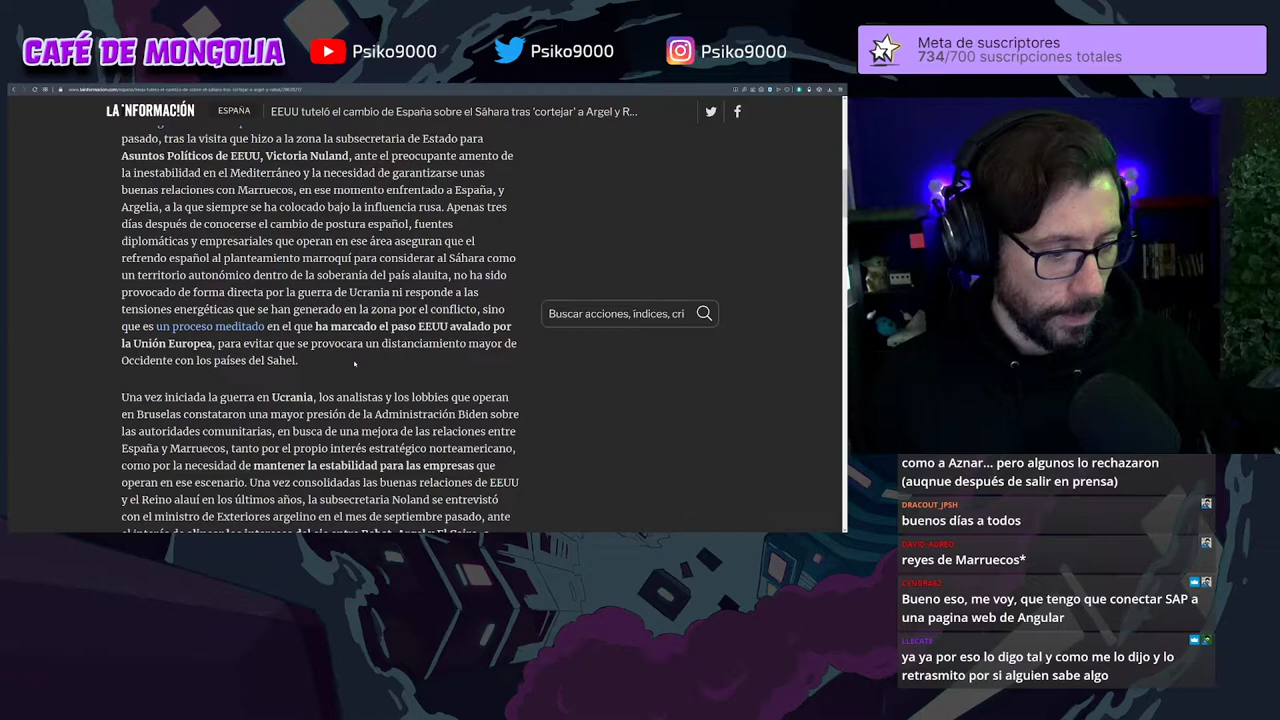 CAFÉ DE MONGOLIA
Psiko9000
Psiko9000
Psiko9000
Meta de suscriptores
734/700 suscripciones totales
LA INFORMACIÓN
ESPAÑA
EEUU tuteló el cambio de España sobre el Sáhara tras 'cortejar' a Argel y R...
pasado, tras la visita que hizo a la zona la subsecretaria de Estado para
Asuntos Políticos de EEUU, Victoria Nuland, ante el preocupante amento de
la inestabilidad en el Mediterráneo y la necesidad de garantizarse unas
buenas relaciones con Marruecos, en ese momento enfrentado a España, y
Argelia, a la que siempre se ha colocado bajo la influencia rusa. Apenas tres
días después de conocerse el cambio de postura español, fuentes
diplomáticas y empresariales que operan en ese área aseguran que el
refrendo español al planteamiento marroquí para considerar al Sáhara como
un territorio autonómico dentro de la soberanía del país alauita, no ha sido
provocado de forma directa por la guerra de Ucrania ni responde a las
tensiones energéticas que se han generado en la zona por el conflicto, sino
que es un proceso meditado en el que ha marcado el paso EEUU avalado por
la Unión Europea, para evitar que se provocara un distanciamiento mayor de
Occidente con los países del Sahel.
Buscar acciones, índices, cri
Una vez iniciada la guerra en Ucrania, los analistas y los lobbies que operan
en Bruselas constataron una mayor presión de la Administración Biden sobre
las autoridades comunitarias, en busca de una mejora de las relaciones entre
España y Marruecos, tanto por el propio interés estratégico norteamericano,
como por la necesidad de mantener la estabilidad para las empresas que
operan en ese escenario. Una vez consolidadas las buenas relaciones de EEUU
y el Reino alauí en los últimos años, la subsecretaria Noland se entrevistó
con el ministro de Exteriores argelino en el mes de septiembre pasado, ante
como a Aznar... pero algunos lo rechazaron
(auqnue después de salir en prensa)
DRACOUT_JPSH
buenos días a todos
DAVID_AUREO
reyes de Marruecos*
Bueno eso, me voy, que tengo que conectar SAP a
una pagina web de Angular
LLECATE
ya ya por eso lo digo tal y como me lo dijo y lo
retrasmito por si alguien sabe algo